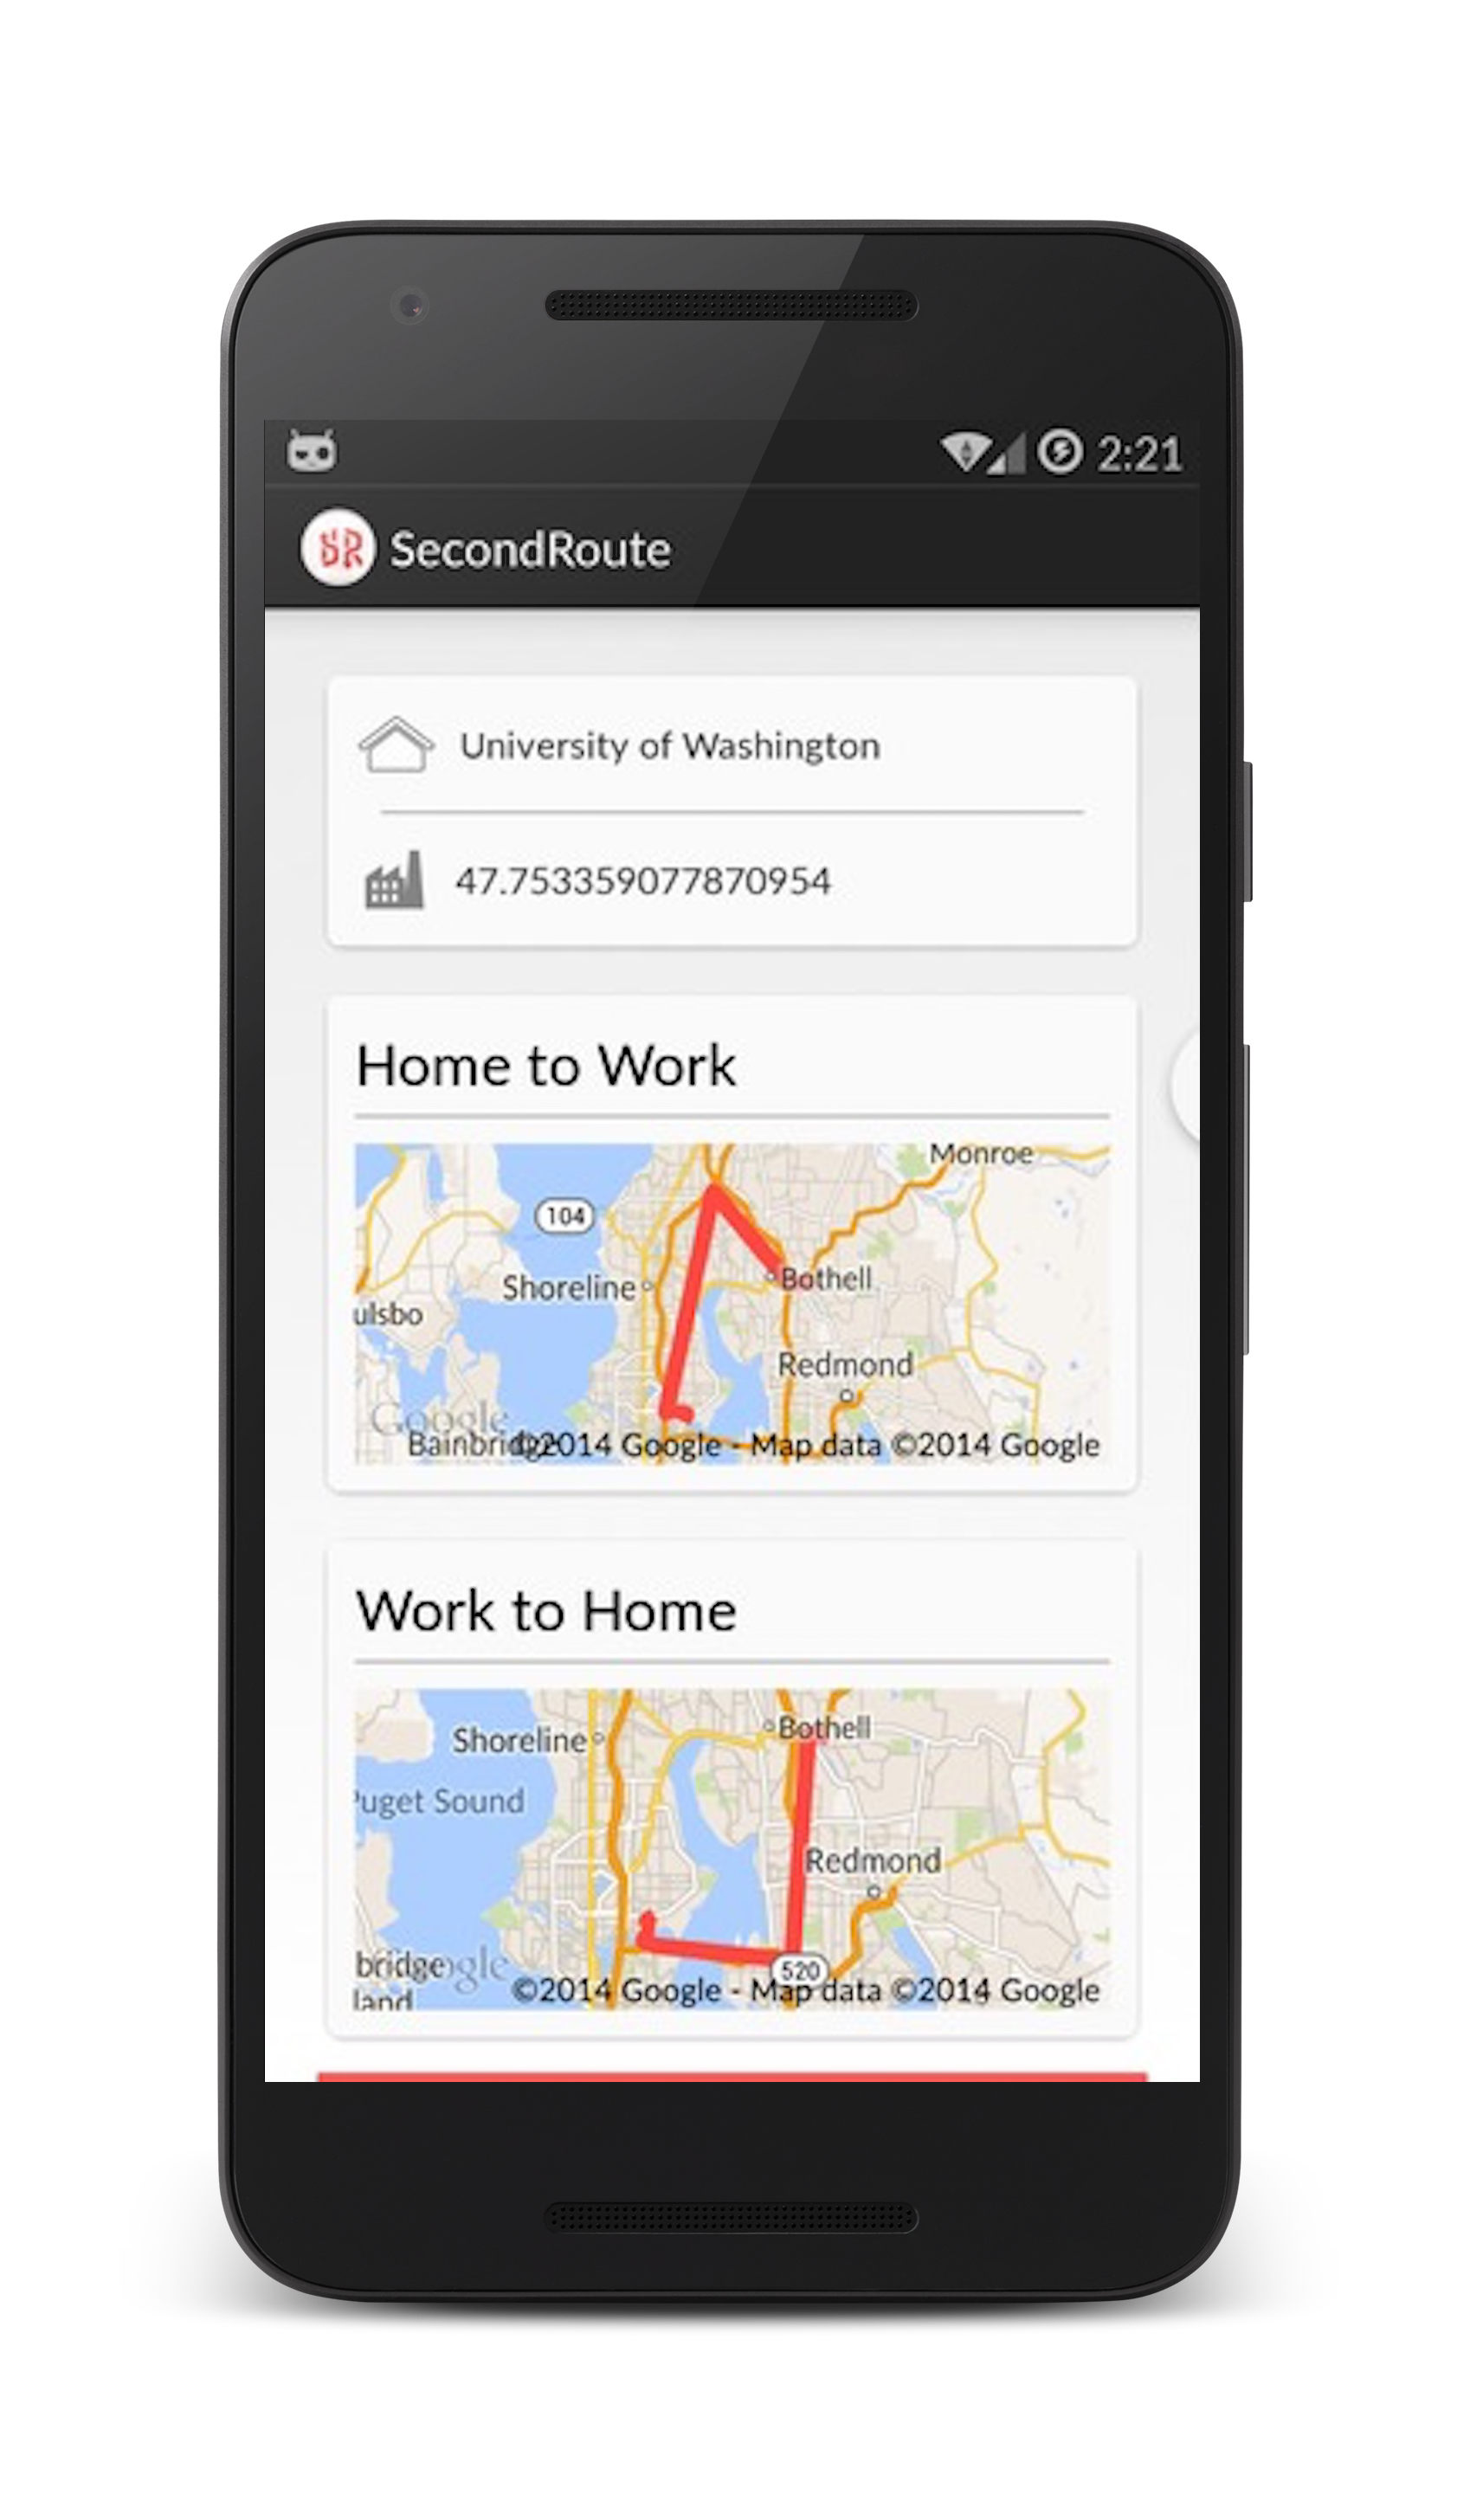 2:21
SR SecondRoute
University of Washington
47.753359077870954
Home to Work
Monroe
104
Shoreline
Bothell
ulsbo
Redmond
Google
Bainbridge
©2014 Google - Map data ©2014 Google
Work to Home
Bothell
Shoreline
Puget Sound
Redmond
bridge
land
520
©2014 Google - Map data ©2014 Google